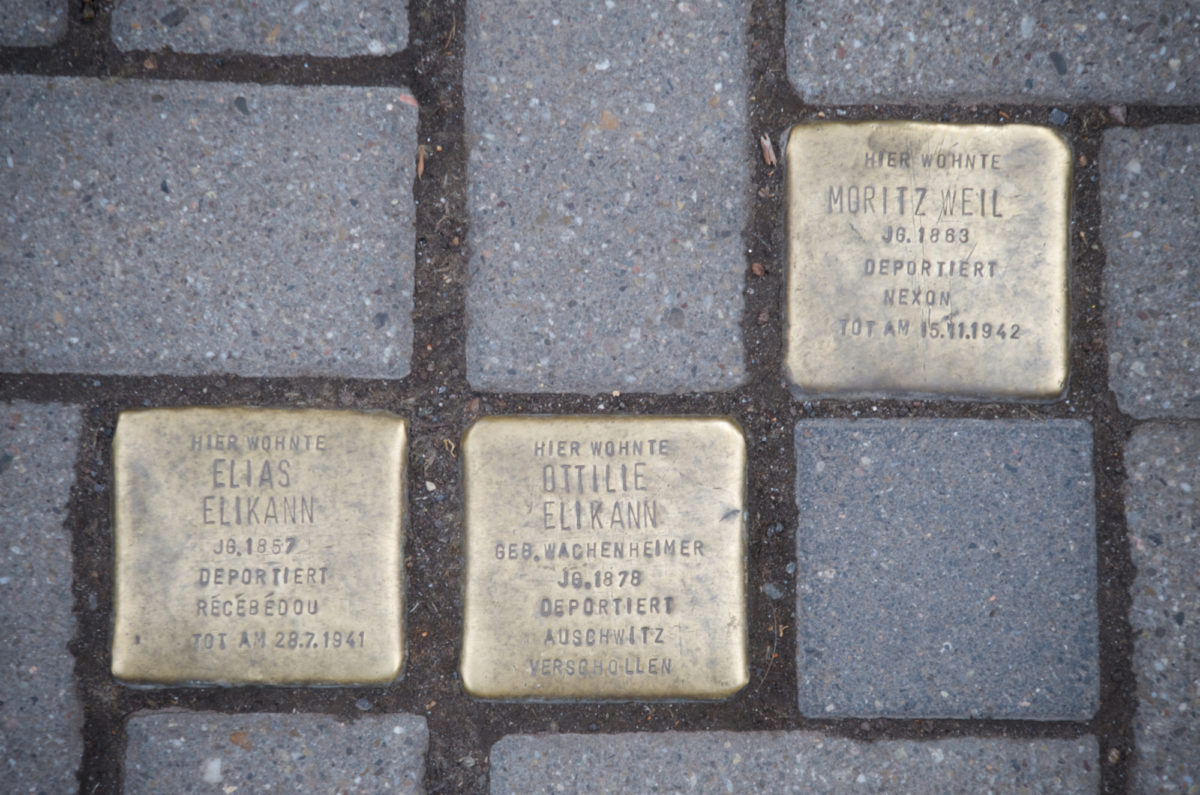 HIER WOHNTE
MORITZ WEIL
JG. 1863
DEPORTIERT
NEXON
TOT AM 15.11.1942
HIER WOHNTE
ELIAS
ELIKANN
JG. 1857
DEPORTIERT
RÉCÉBÉDOU
TOT AM 28.7.1941
HIER WOHNTE
OTTILIE
ELIKANN
GEB. WACHENHEIMER
JG. 1878
DEPORTIERT
AUSCHWITZ
VERSCHOLLEN